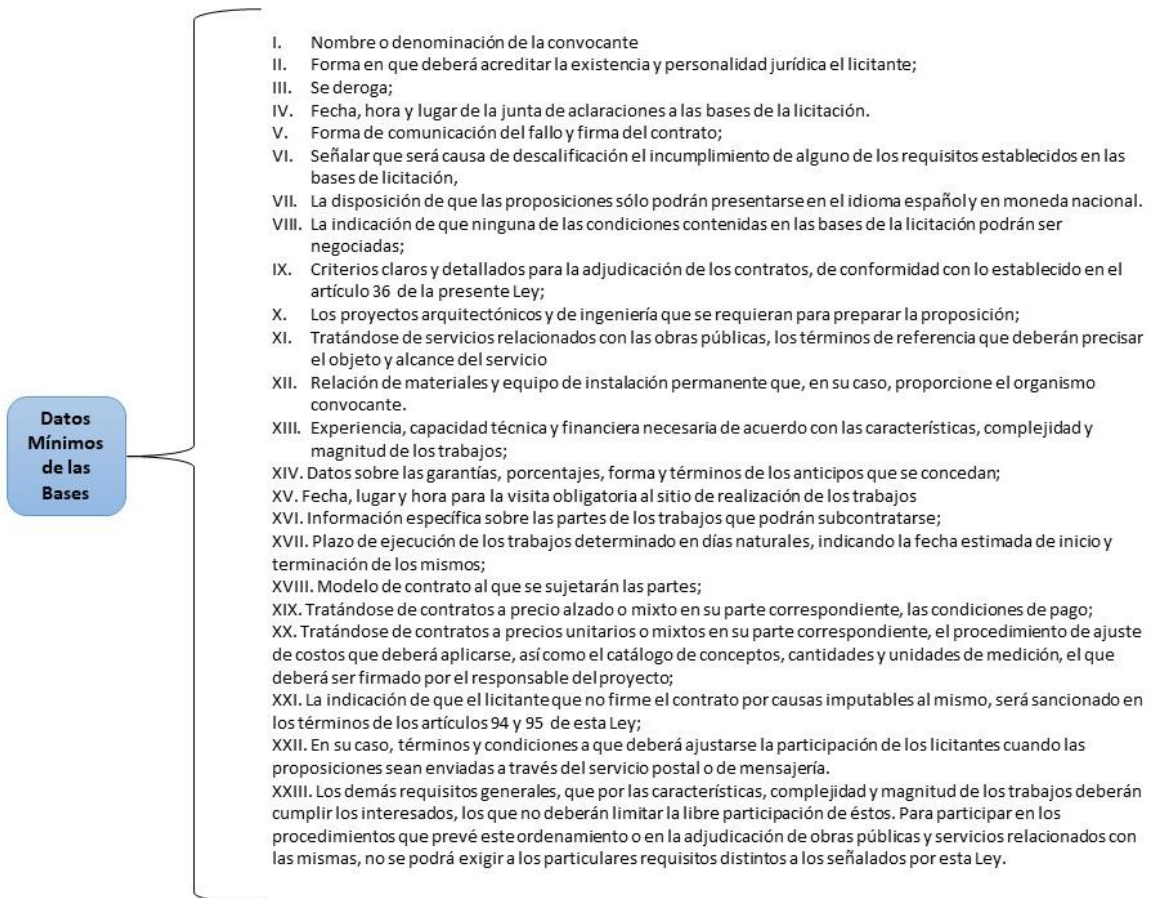 Datos
Mínimos
de las
Bases
I. Nombre o denominación de la convocante
II. Forma en que deberá acreditar la existencia y personalidad jurídica el licitante;
III. Se deroga;
IV. Fecha, hora y lugar de la junta de aclaraciones a las bases de la licitación.
V. Forma de comunicación del fallo y firma del contrato;
VI. Señalar que será causa de descalificación el incumplimiento de alguno de los requisitos establecidos en las
bases de licitación,
VII. La disposición de que las proposiciones sólo podrán presentarse en el idioma español y en moneda nacional.
VIII. La indicación de que ninguna de las condiciones contenidas en las bases de la licitación podrán ser
negociadas;
IX. Criterios claros y detallados para la adjudicación de los contratos, de conformidad con lo establecido en el
artículo 36 de la presente Ley;
X. Los proyectos arquitectónicos y de ingeniería que se requieran para preparar la proposición;
XI. Tratándose de servicios relacionados con las obras públicas, los términos de referencia que deberán precisar
el objeto y alcance del servicio
XII. Relación de materiales y equipo de instalación permanente que, en su caso, proporcione el organismo
convocante.
XIII. Experiencia, capacidad técnica y financiera necesaria de acuerdo con las características, complejidad y
magnitud de los trabajos;
XIV. Datos sobre las garantías, porcentajes, forma y términos de los anticipos que se concedan;
XV. Fecha, lugar y hora para la visita obligatoria al sitio de realización de los trabajos
XVI. Información específica sobre las partes de los trabajos que podrán subcontratarse;
XVII. Plazo de ejecución de los trabajos determinado en días naturales, indicando la fecha estimada de inicio y
terminación de los mismos;
XVIII. Modelo de contrato al que se sujetarán las partes;
XIX. Tratándose de contratos a precio alzado o mixto en su parte correspondiente, las condiciones de pago;
XX. Tratándose de contratos a precios unitarios o mixtos en su parte correspondiente, el procedimiento de ajuste
de costos que deberá aplicarse, así como el catálogo de conceptos, cantidades y unidades de medición, el que
deberá ser firmado por el responsable del proyecto;
XXI. La indicación de que el licitante que no firme el contrato por causas imputables al mismo, será sancionado en
los términos de los artículos 94 y 95 de esta Ley;
XXII. En su caso, términos y condiciones a que deberá ajustarse la participación de los licitantes cuando las
proposiciones sean enviadas a través del servicio postal o de mensajería.
XXIII. Los demás requisitos generales, que por las características, complejidad y magnitud de los trabajos deberán
cumplir los interesados, los que no deberán limitar la libre participación de éstos. Para participar en los
procedimientos que prevé este ordenamiento o en la adjudicación de obras públicas y servicios relacionados con
las mismas, no se podrá exigir a los particulares requisitos distintos a los señalados por esta Ley.